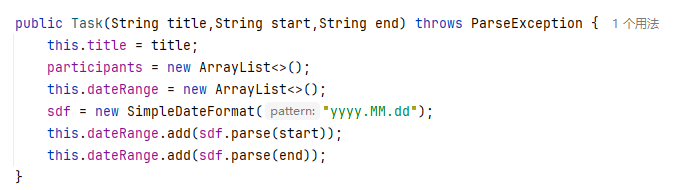 public Task(String title,String start,String end) throws ParseException { 1 个用法
    this.title = title;
    participants = new ArrayList<>();
    this.dateRange = new ArrayList<>();
    sdf = new SimpleDateFormat( pattern: "yyyy.MM.dd");
    this.dateRange.add(sdf.parse(start));
    this.dateRange.add(sdf.parse(end));
}